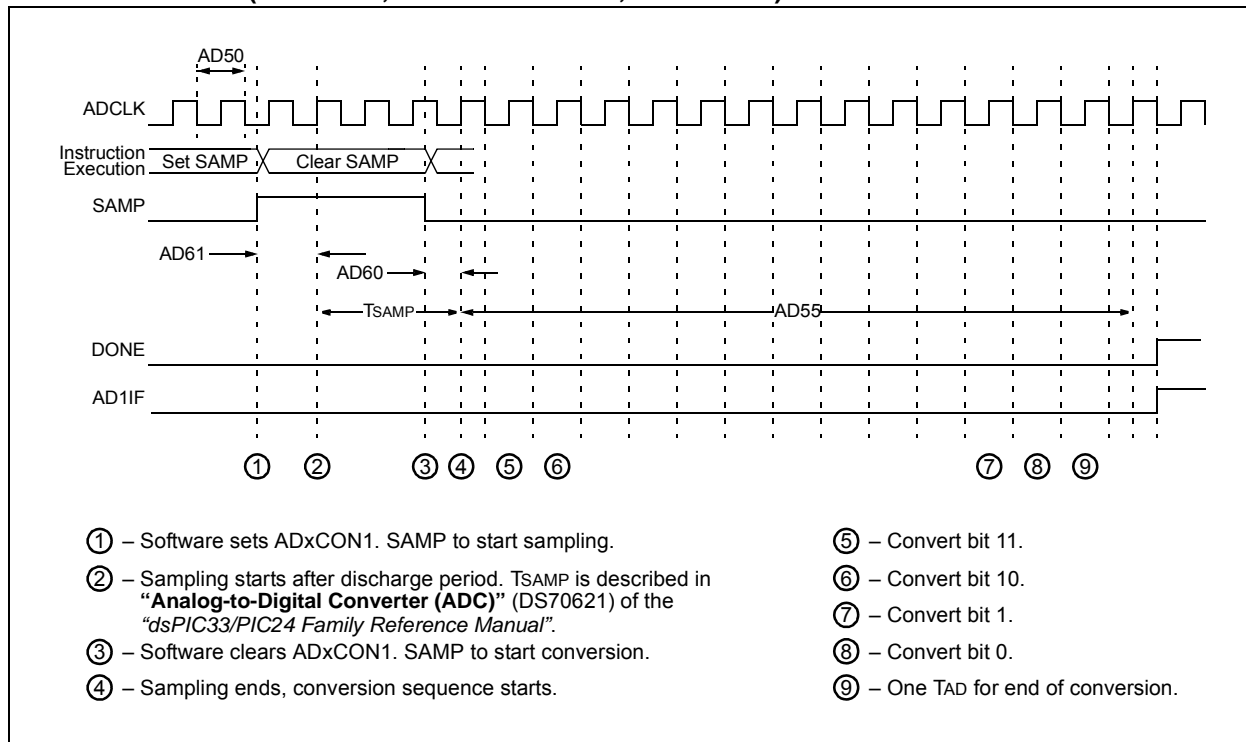 AD50
ADCLK
Instruction
Execution
Set SAMP
Clear SAMP
SAMP
AD61
AD60
TSAMP
AD55
DONE
AD1IF
1 2 3 4 5 6 7 8 9
1 – Software sets ADxCON1. SAMP to start sampling.
2 – Sampling starts after discharge period. TSAMP is described in
“Analog-to-Digital Converter (ADC)” (DS70621) of the
“dsPIC33/PIC24 Family Reference Manual”.
3 – Software clears ADxCON1. SAMP to start conversion.
4 – Sampling ends, conversion sequence starts.
5 – Convert bit 11.
6 – Convert bit 10.
7 – Convert bit 1.
8 – Convert bit 0.
9 – One TAD for end of conversion.